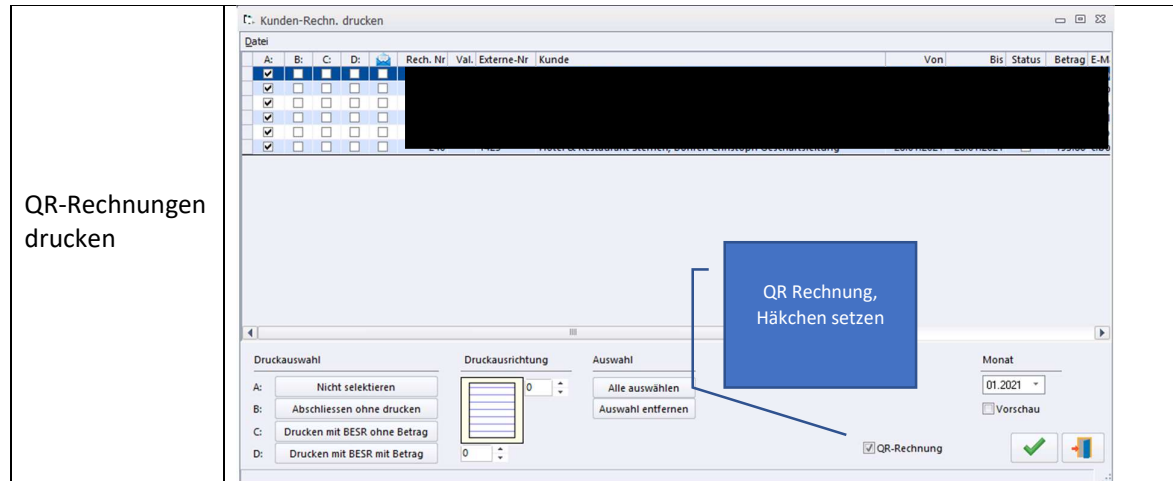 QR-Rechnungen
drucken
Kunden-Rechn. drucken
Datei
A: B: C: D: Rech. Nr Val. Externe-Nr Kunde Von Bis Status Betrag E-M
QR Rechnung,
Häkchen setzen
Druckauswahl Druckausrichtung Auswahl Monat
A: Nicht selektieren 0 Alle auswählen 01.2021
B: Abschliessen ohne drucken Auswahl entfernen Vorschau
C: Drucken mit BESR ohne Betrag
QR-Rechnung
D: Drucken mit BESR mit Betrag 0